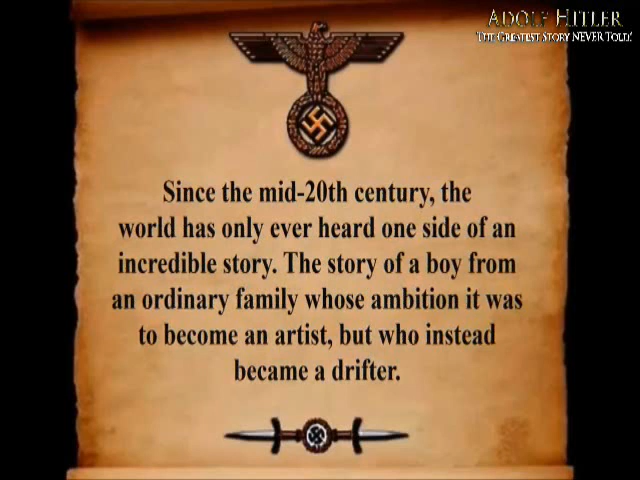 ADOLF HITLER
THE GREATEST STORY NEVER TOLD!
Since the mid-20th century, the
world has only ever heard one side of an
incredible story. The story of a boy from
an ordinary family whose ambition it was
to become an artist, but who instead
became a drifter.